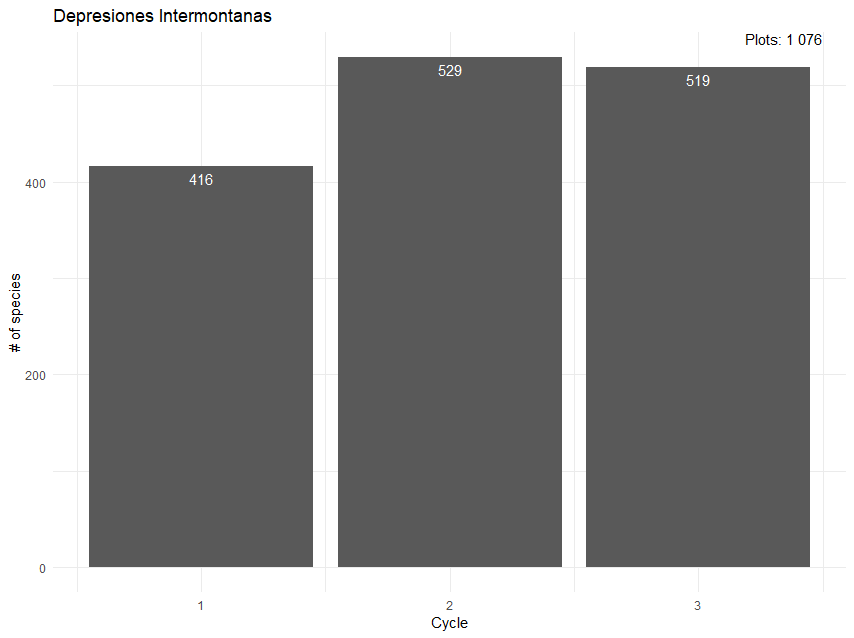 Depresiones Intermontanas
Plots: 1 076
529
519
416
400
200
0
# of species
1
2
3
Cycle